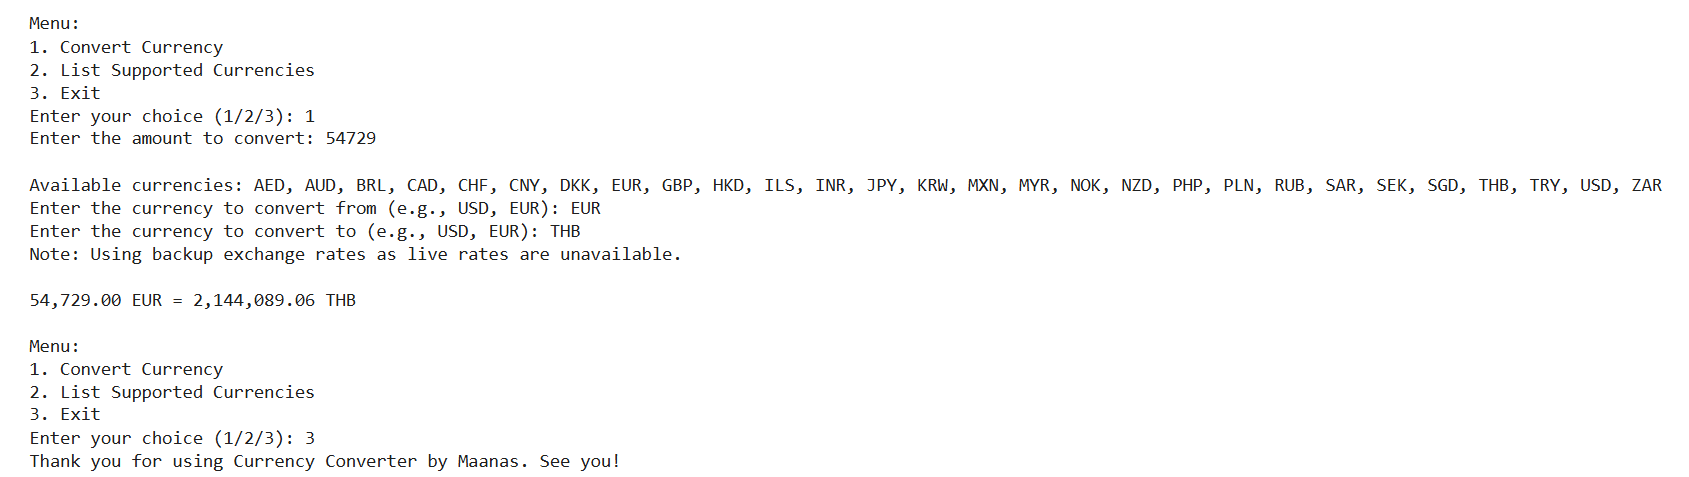 Menu:
1. Convert Currency
2. List Supported Currencies
3. Exit
Enter your choice (1/2/3): 1
Enter the amount to convert: 54729
Available currencies: AED, AUD, BRL, CAD, CHF, CNY, DKK, EUR, GBP, HKD, ILS, INR, JPY, KRW, MXN, MYR, NOK, NZD, PHP, PLN, RUB, SAR, SEK, SGD, THB, TRY, USD, ZAR
Enter the currency to convert from (e.g., USD, EUR): EUR
Enter the currency to convert to (e.g., USD, EUR): THB
Note: Using backup exchange rates as live rates are unavailable.
54,729.00 EUR = 2,144,089.06 THB
Menu:
1. Convert Currency
2. List Supported Currencies
3. Exit
Enter your choice (1/2/3): 3
Thank you for using Currency Converter by Maanas. See you!